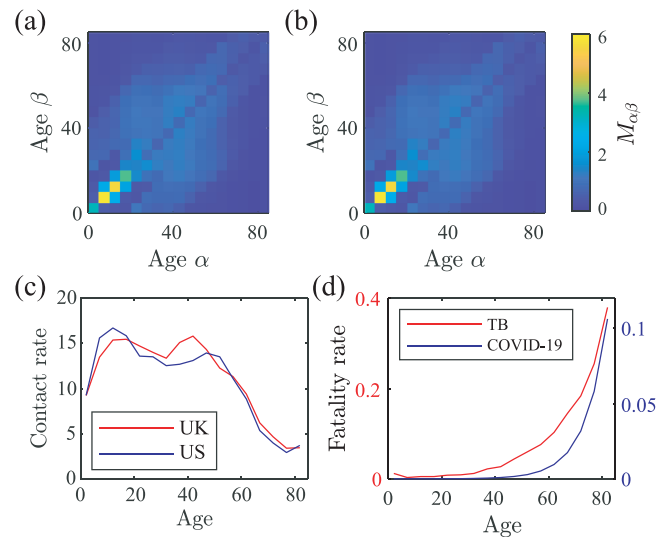 (a)
(b)
80
40
0
Age β
0 40 80
Age α
80
40
0
Age β
0 40 80
Age α
6
4
2
0
M_{αβ}
(c)
(d)
20
15
10
5
0
Contact rate
UK
US
0 20 40 60 80
Age
0.4
0.2
0
Fatality rate
TB
COVID-19
0.1
0.05
0
0 20 40 60 80
Age